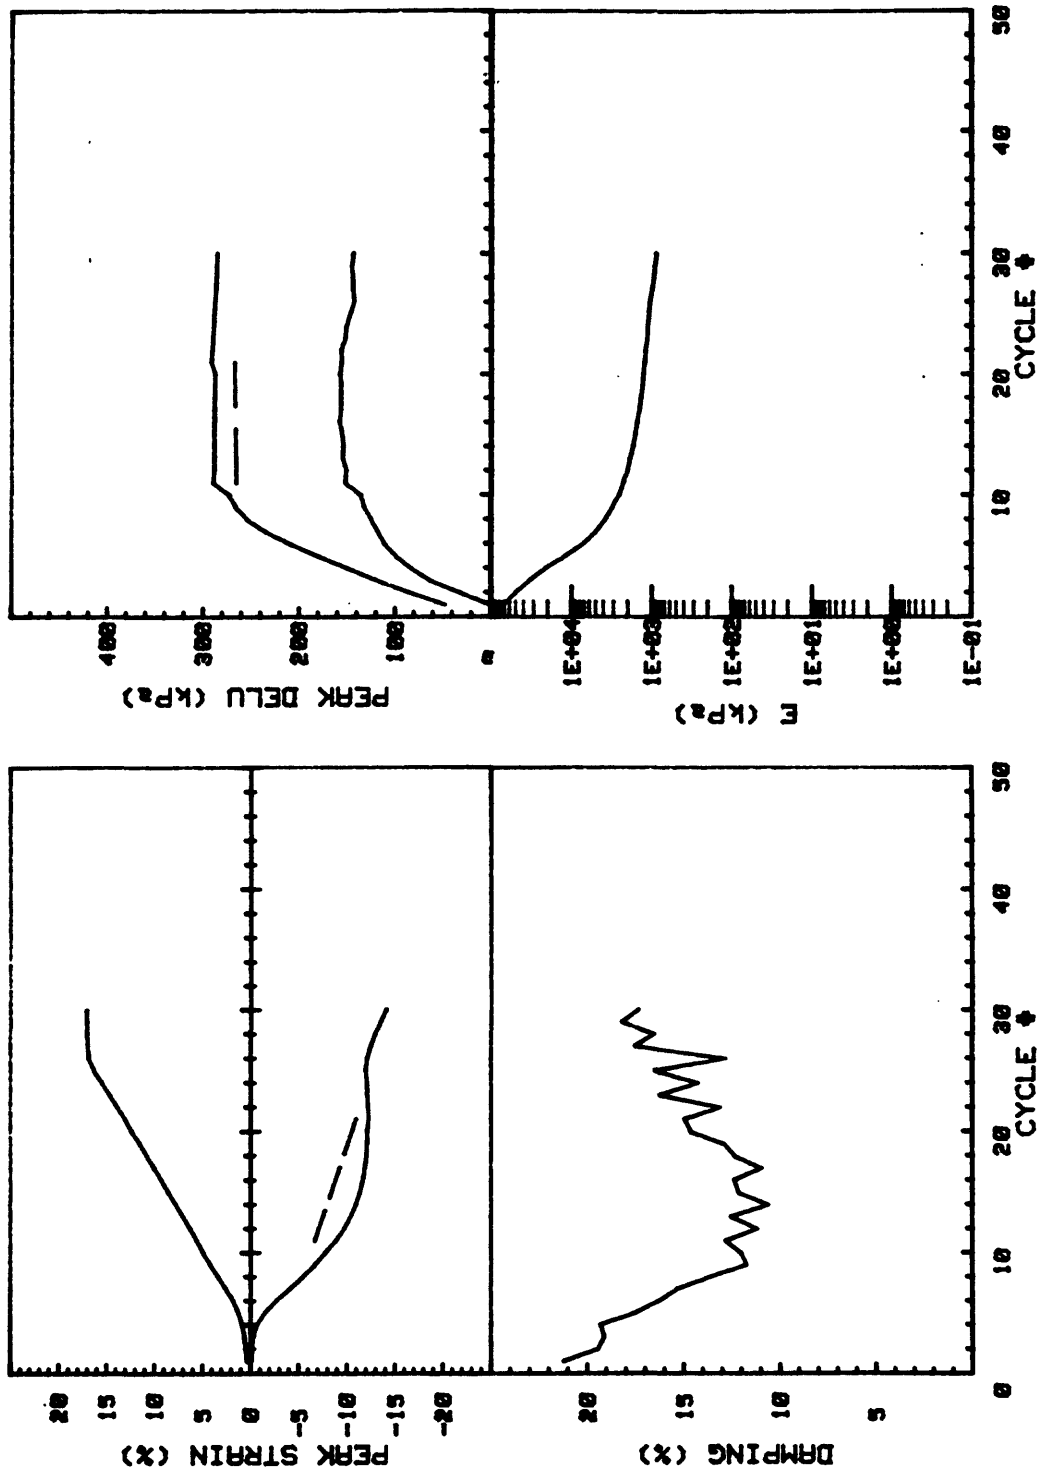 PEAK STRAIN (%)
20
15
10
5
0
-5
-10
-15
-20
PEAK DELU (kPa)
400
300
200
100
0
DAMPING (%)
20
15
10
5
0 10 20 30 40 50
CYCLE #
E (kPa)
1E+04
1E+03
1E+02
1E+01
1E+00
1E-01
10 20 30 40 50
CYCLE #